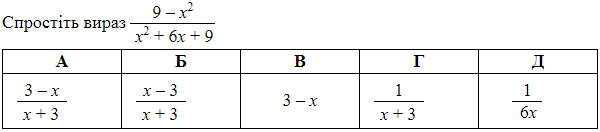 Спростіть вираз (9 – x²)/(x² + 6x + 9)
А Б В Г Д
(3 – x)/(x + 3) (x – 3)/(x + 3) 3 – x 1/(x + 3) 1/(6x)